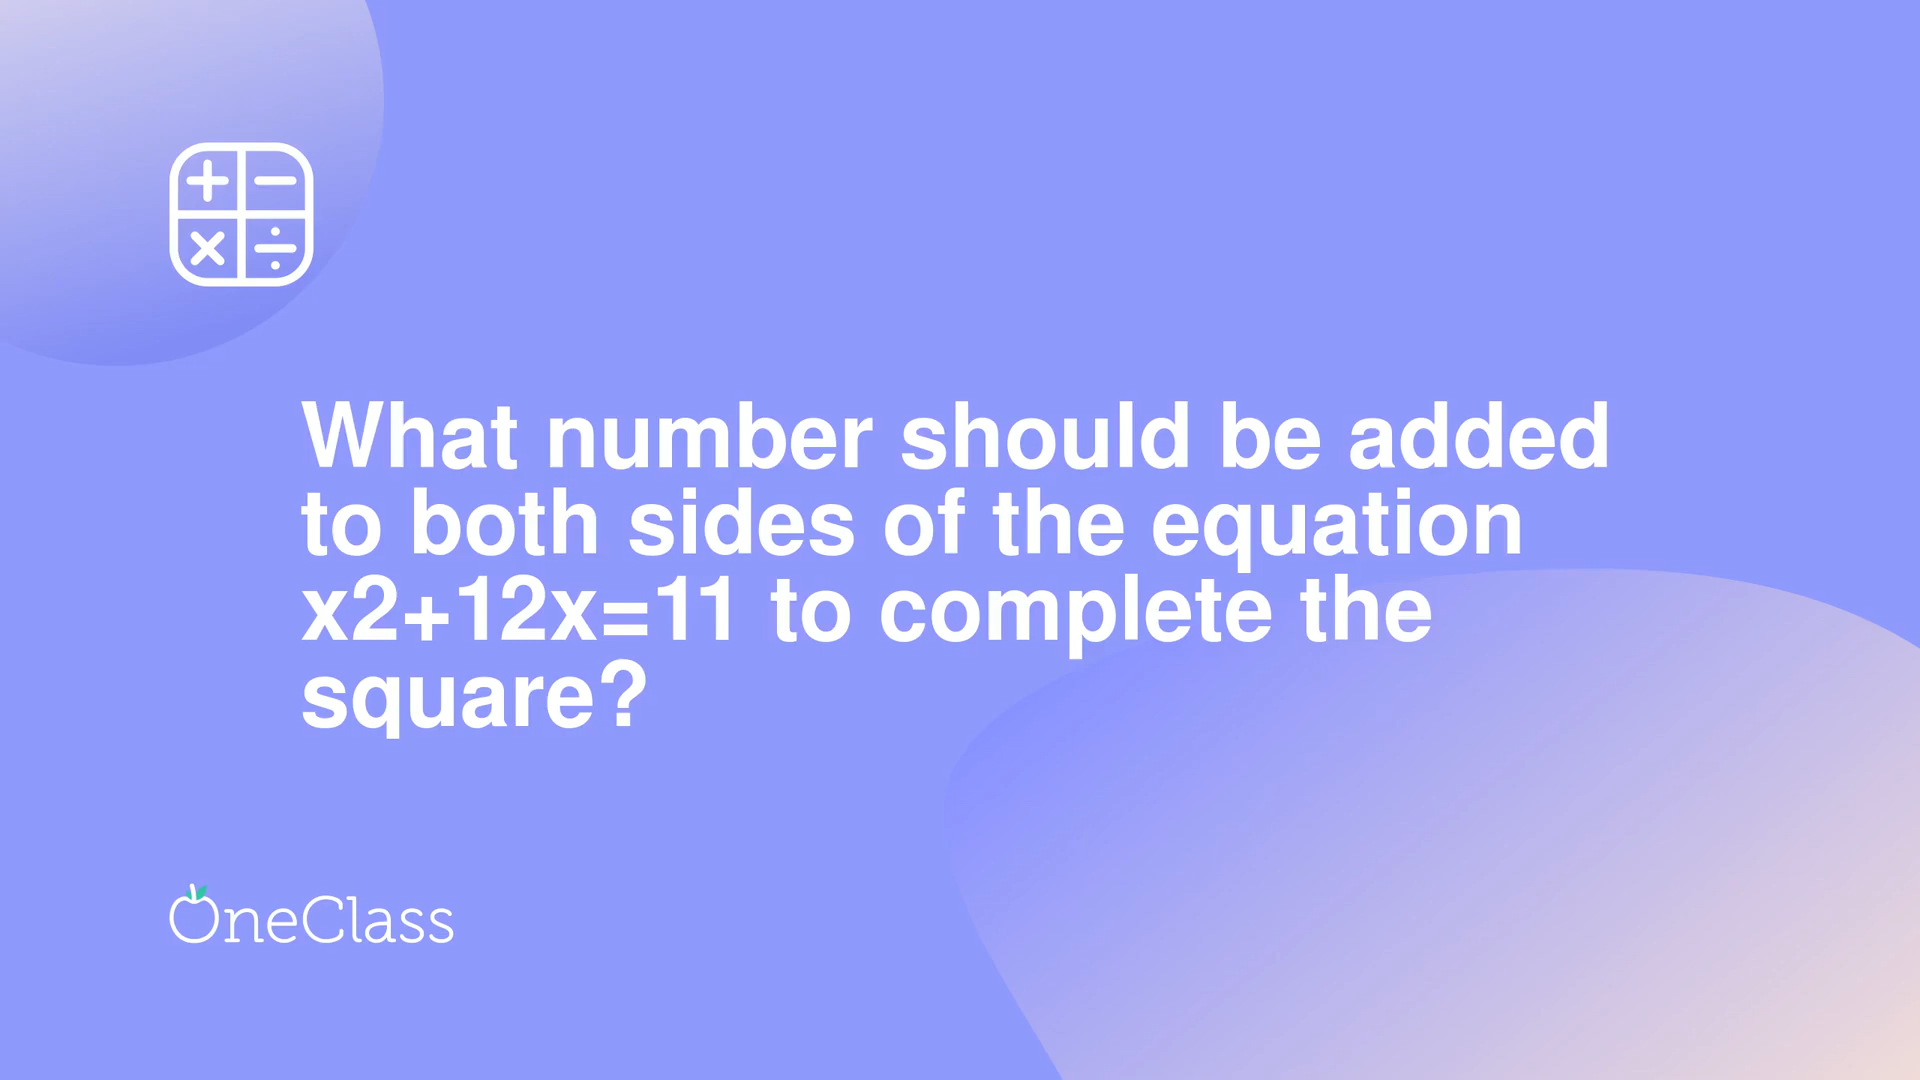 What number should be added
to both sides of the equation
x2+12x=11 to complete the
square?
OneClass